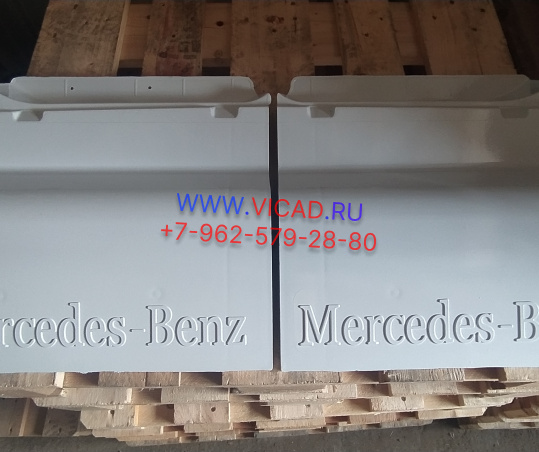 WWW.VICAD.RU
+7-962-579-28-80
rcedes-Benz
Mercedes-B